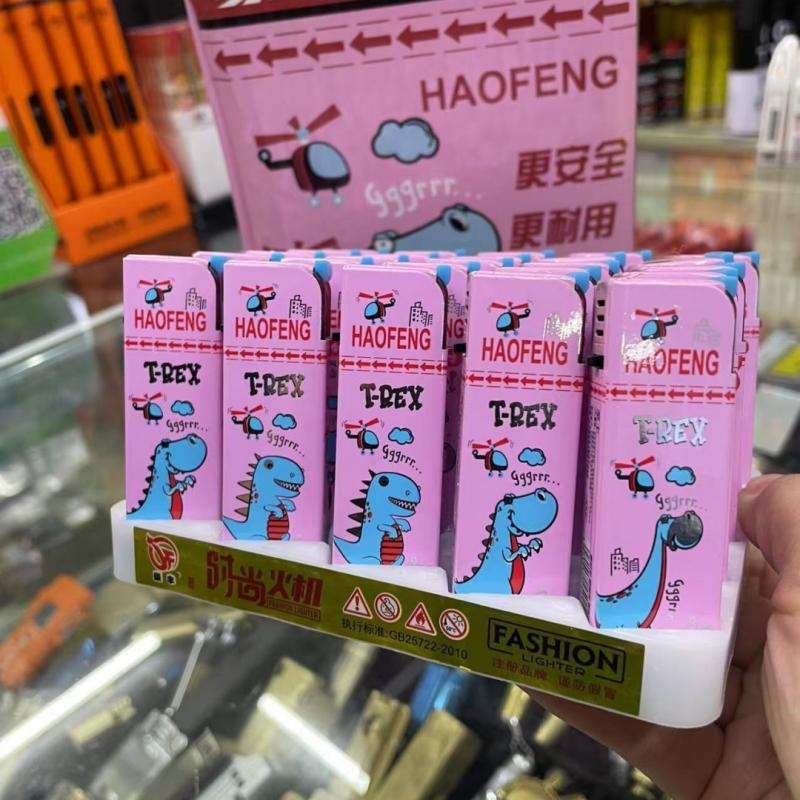 HAOFENG
更安全
Gggrrr...
更耐用
HAOFENG
T-REX
Gggrrr...
HAOFENG
T-REX
Gggrrr...
HAOFENG
T-REX
Gggrrr...
HAOFENG
T-REX
Gggrrr...
HAOFENG
T-REX
Gggrrr...
Gggrr
时尚火机
FASHION LIGHTER
执行标准:GB25722-2010
FASHION
LIGHTER
注册品牌 谨防假冒